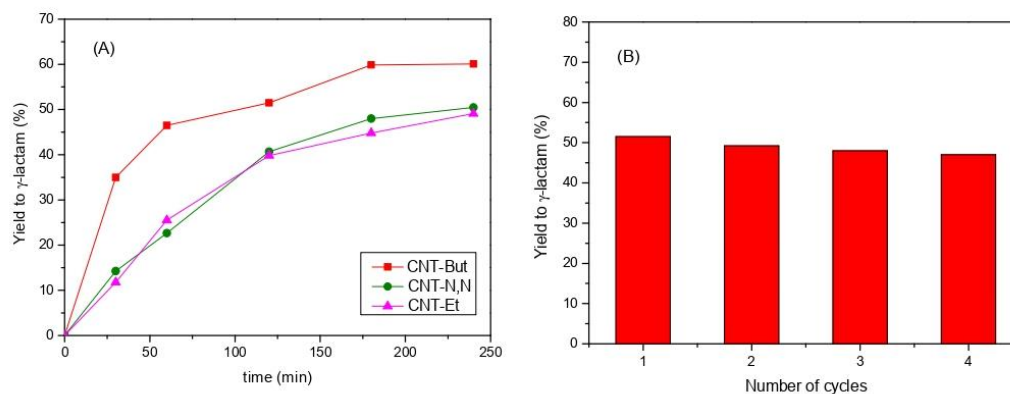 (A)
Yield to γ-lactam (%)
70
60
50
40
30
20
10
0
CNT-But
CNT-N,N
CNT-Et
0 50 100 150 200 250
time (min)
(B)
Yield to γ-lactam (%)
80
70
60
50
40
30
20
10
0
1 2 3 4
Number of cycles